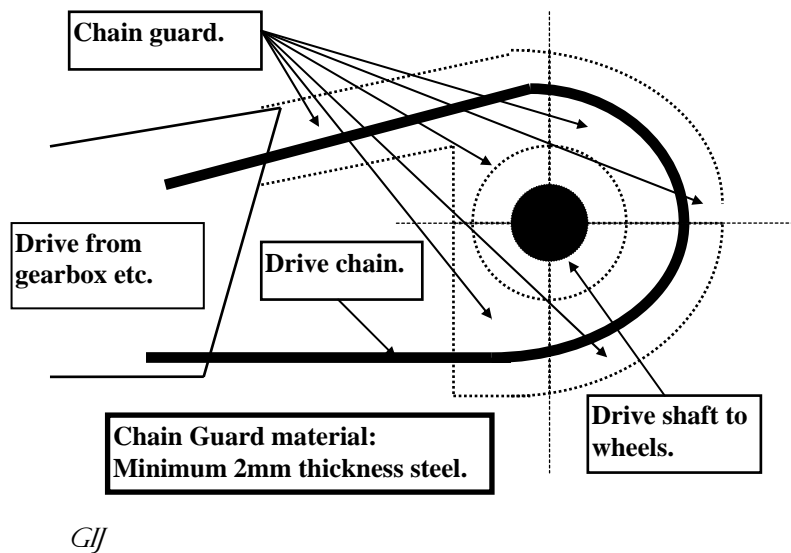 Chain guard.
Drive from
gearbox etc.
Drive chain.
Drive shaft to
wheels.
Chain Guard material:
Minimum 2mm thickness steel.
GIJ